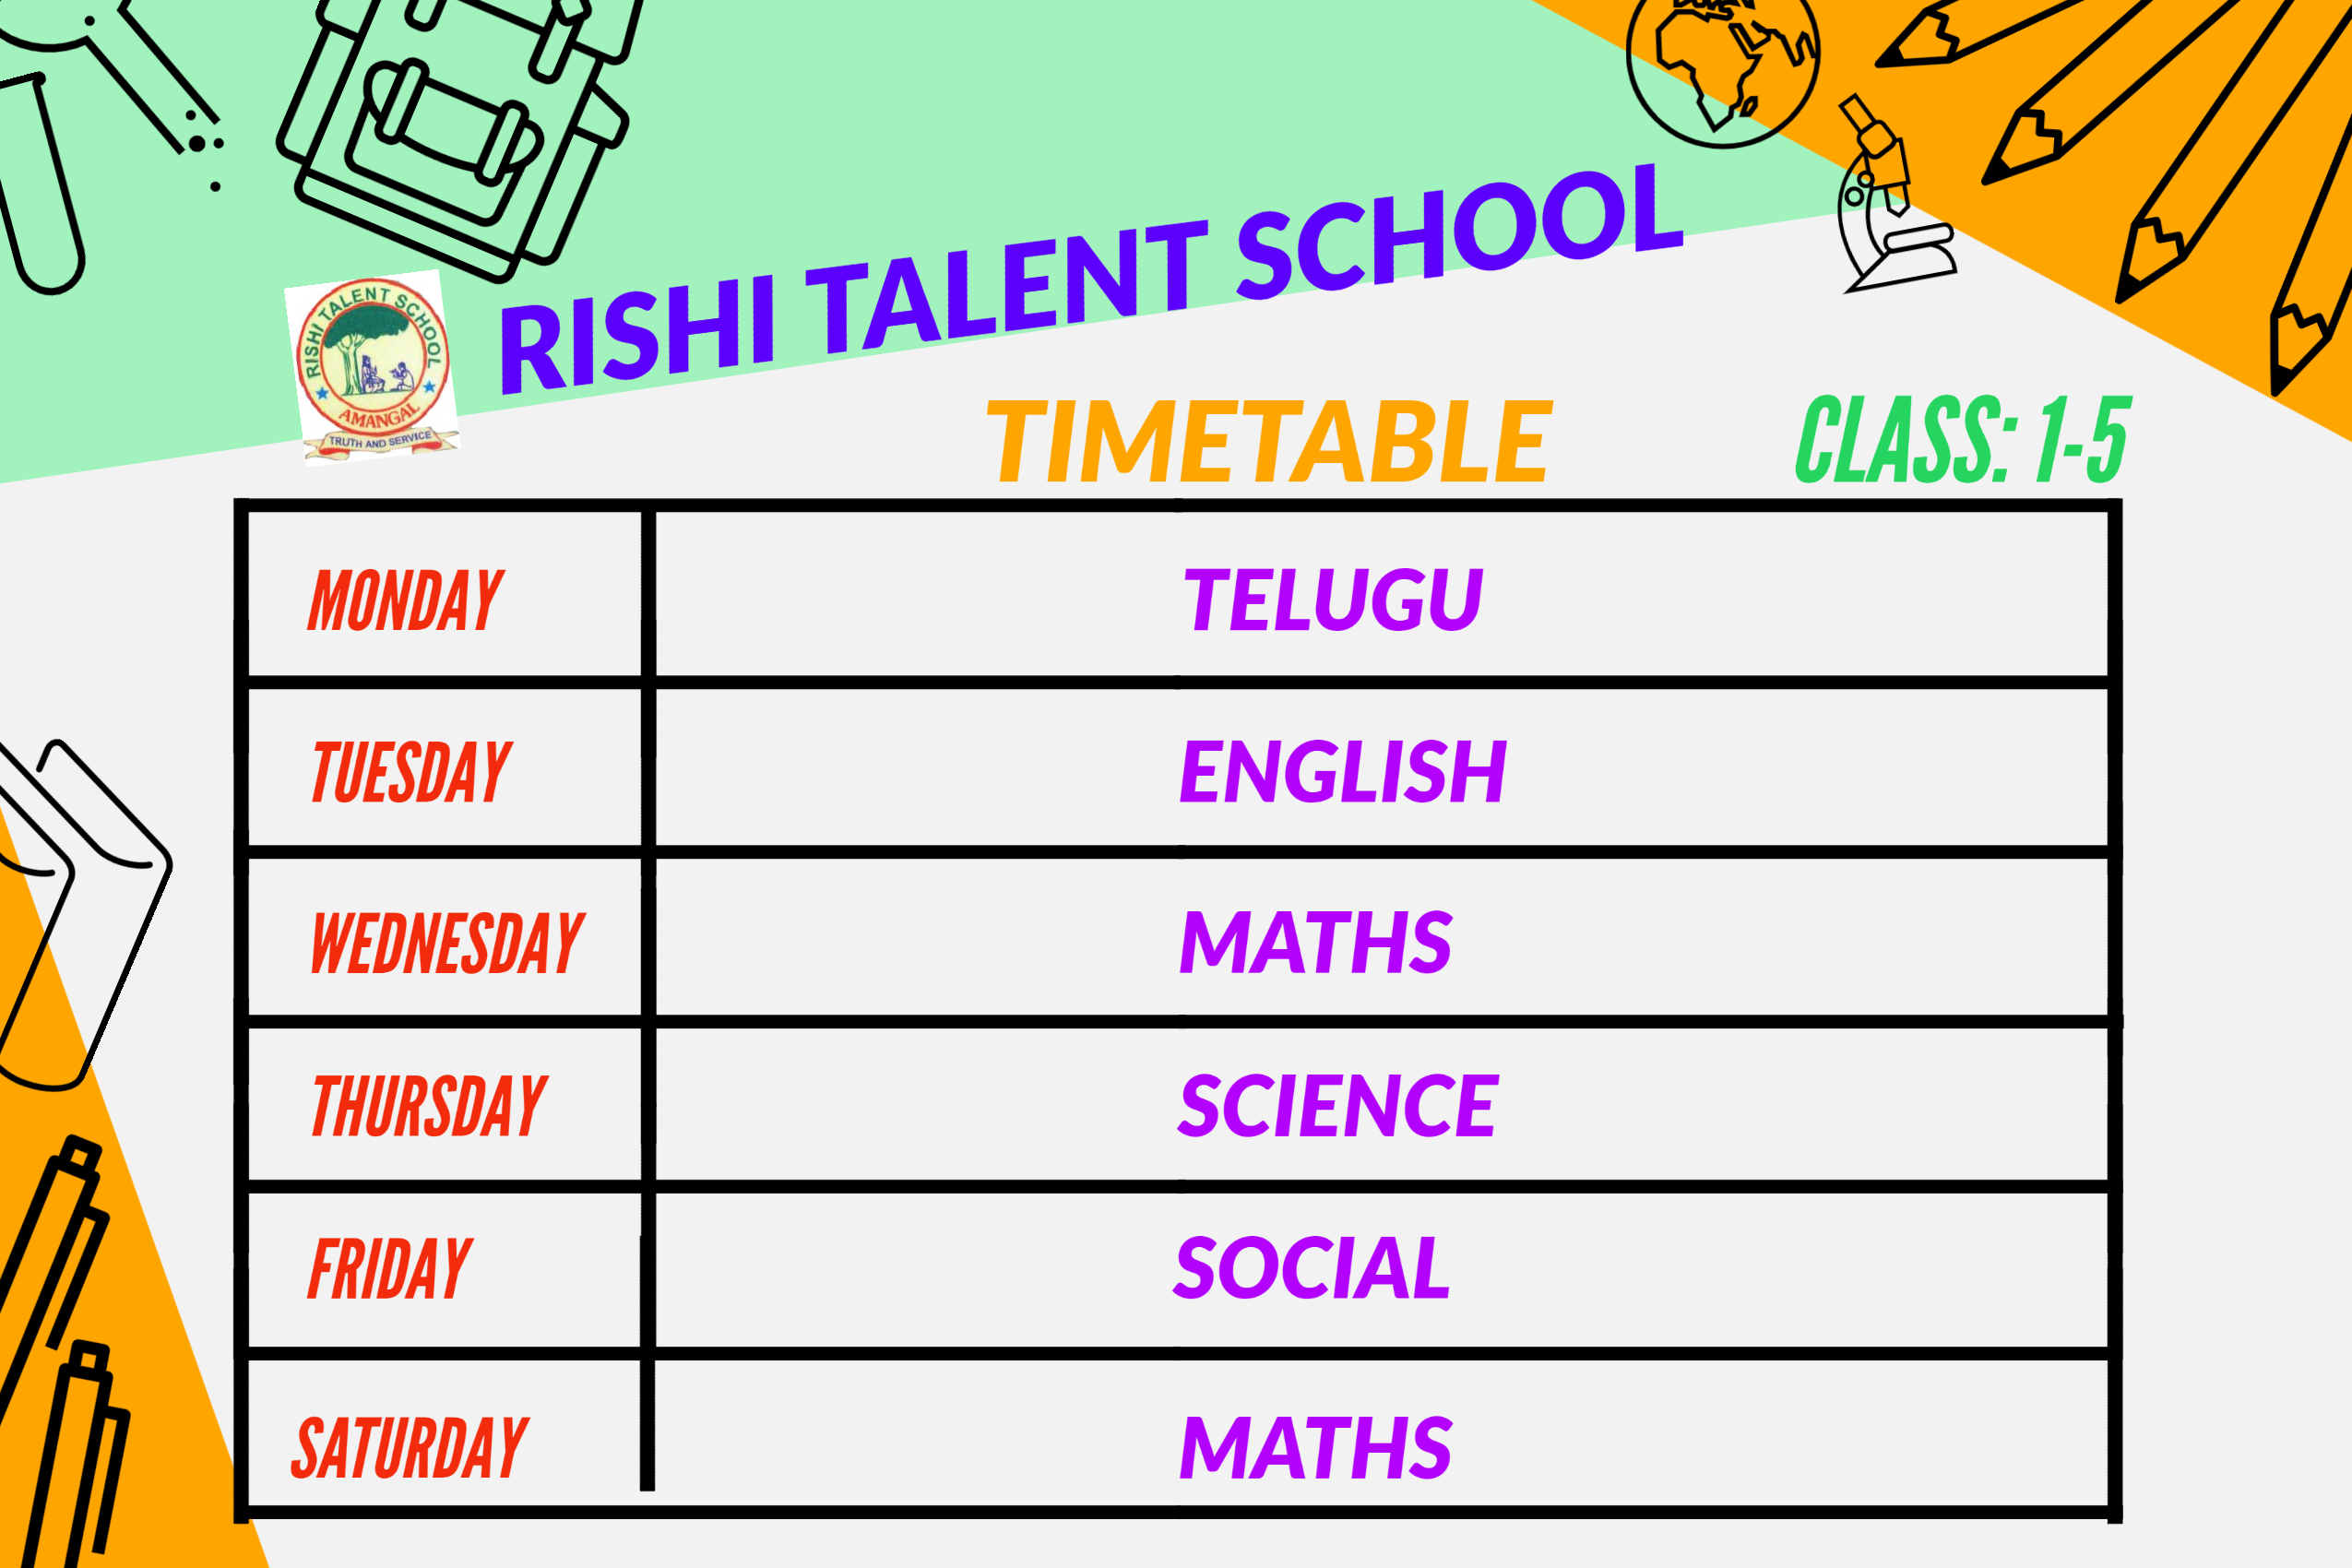 RISHI TALENT SCHOOL
RISHI TALENT SCHOOL
AMANGAL
TRUTH AND SERVICE
TIMETABLE
CLASS: 1-5
MONDAY TELUGU
TUESDAY ENGLISH
WEDNESDAY MATHS
THURSDAY SCIENCE
FRIDAY SOCIAL
SATURDAY MATHS